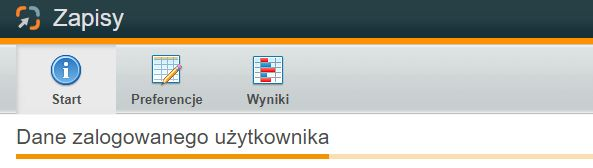 Zapisy
Start Preferencje Wyniki
Dane zalogowanego użytkownika